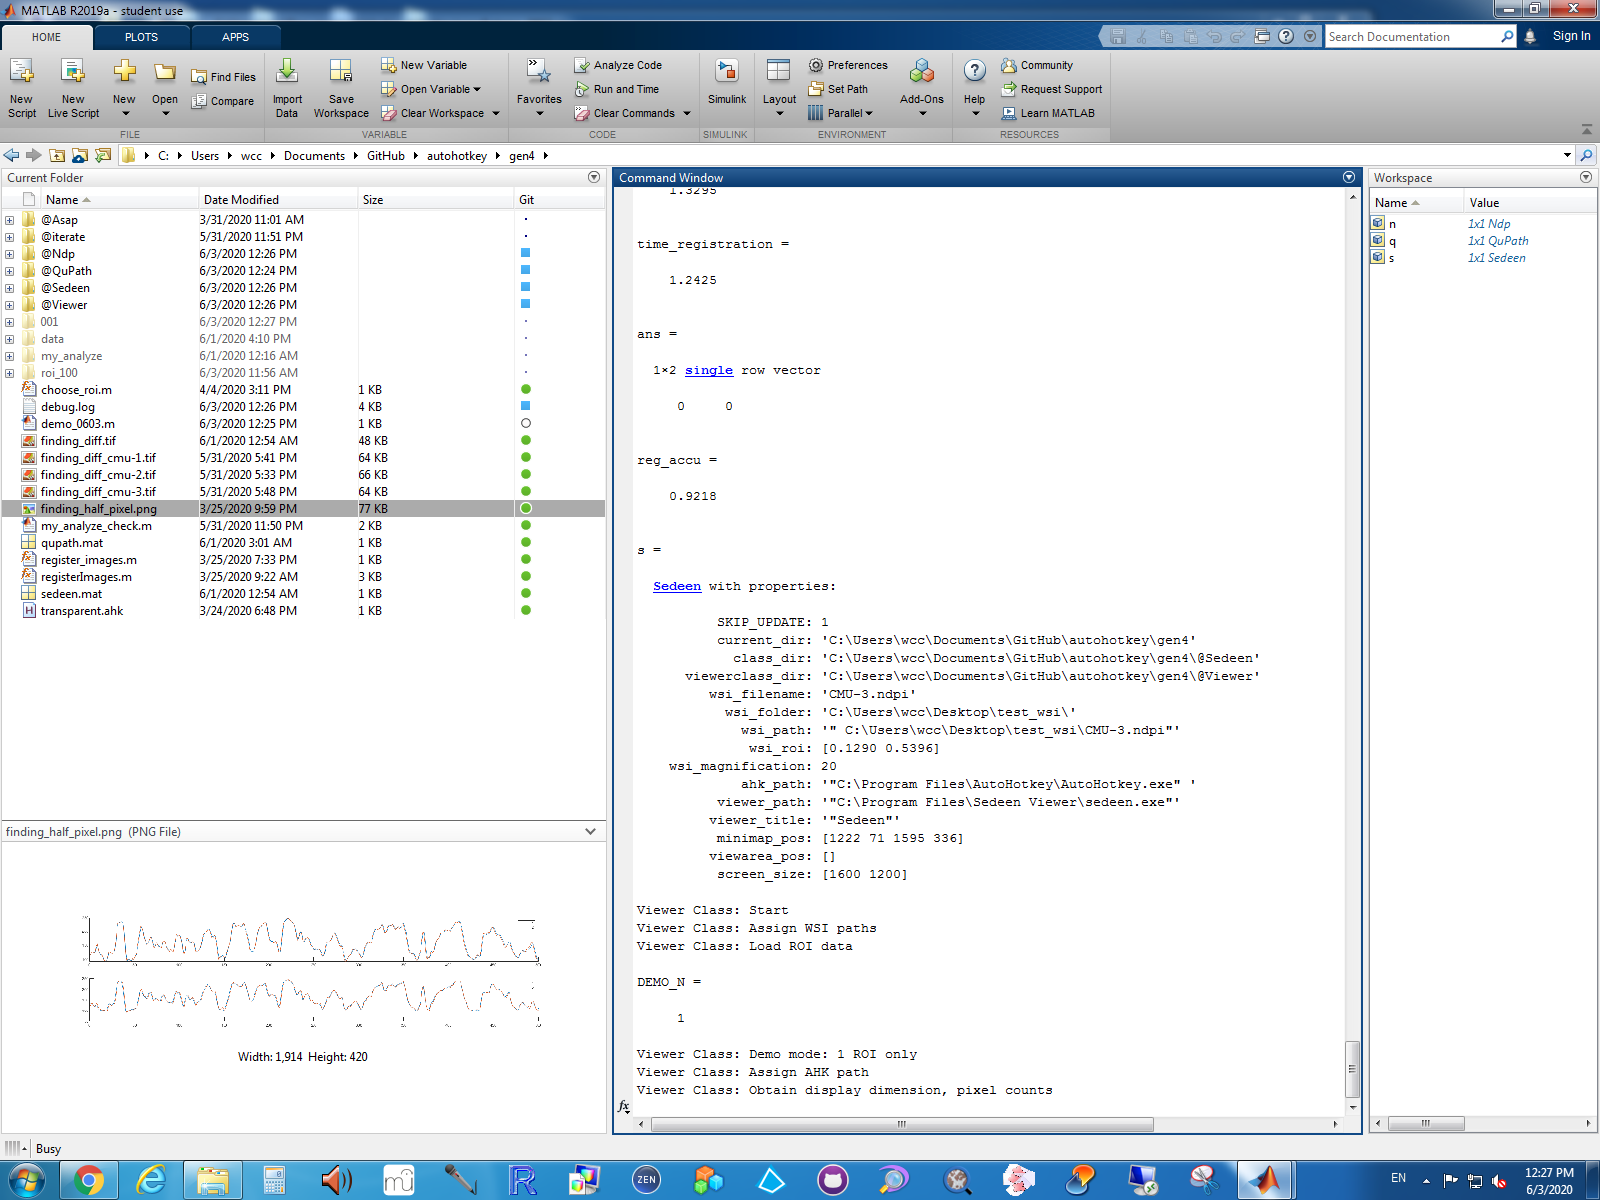 MATLAB R2019a - student use
HOME PLOTS APPS
Search Documentation
Sign In
New Script
New Live Script
New
Open
Find Files
Compare
Import Data
Save Workspace
New Variable
Open Variable
Clear Workspace
Favorites
Analyze Code
Run and Time
Clear Commands
Simulink
Layout
Preferences
Set Path
Parallel
Add-Ons
Help
Community
Request Support
Learn MATLAB
FILE VARIABLE CODE SIMULINK ENVIRONMENT RESOURCES
C: Users wcc Documents GitHub autohotkey gen4
Current Folder
Name Date Modified Size Git
@Asap 3/31/2020 11:01 AM
@iterate 5/31/2020 11:51 PM
@Ndp 6/3/2020 12:26 PM
@QuPath 6/3/2020 12:24 PM
@Sedeen 6/3/2020 12:26 PM
@Viewer 6/3/2020 12:26 PM
001 6/3/2020 12:27 PM
data 6/1/2020 4:10 PM
my_analyze 6/1/2020 12:16 AM
roi_100 6/3/2020 11:56 AM
choose_roi.m 4/4/2020 3:11 PM 1 KB
debug.log 6/3/2020 12:26 PM 4 KB
demo_0603.m 6/3/2020 12:25 PM 1 KB
finding_diff.tif 6/1/2020 12:54 AM 48 KB
finding_diff_cmu-1.tif 5/31/2020 5:41 PM 64 KB
finding_diff_cmu-2.tif 5/31/2020 5:33 PM 66 KB
finding_diff_cmu-3.tif 5/31/2020 5:48 PM 64 KB
finding_half_pixel.png 3/25/2020 9:59 PM 77 KB
my_analyze_check.m 5/31/2020 11:50 PM 2 KB
qupath.mat 6/1/2020 3:01 AM 1 KB
register_images.m 3/25/2020 7:33 PM 1 KB
registerImages.m 3/25/2020 9:22 AM 3 KB
sedeen.mat 6/1/2020 12:54 AM 1 KB
transparent.ahk 3/24/2020 6:48 PM 1 KB
finding_half_pixel.png (PNG File)
Width: 1,914 Height: 420
Command Window
1.3295
time_registration =
1.2425
ans =
1×2 single row vector
0 0
reg_accu =
0.9218
s =
Sedeen with properties:
SKIP_UPDATE: 1
current_dir: 'C:\Users\wcc\Documents\GitHub\autohotkey\gen4'
class_dir: 'C:\Users\wcc\Documents\GitHub\autohotkey\gen4\@Sedeen'
viewerclass_dir: 'C:\Users\wcc\Documents\GitHub\autohotkey\gen4\@Viewer'
wsi_filename: 'CMU-3.ndpi'
wsi_folder: 'C:\Users\wcc\Desktop\test_wsi\'
wsi_path: '" C:\Users\wcc\Desktop\test_wsi\CMU-3.ndpi"'
wsi_roi: [0.1290 0.5396]
wsi_magnification: 20
ahk_path: '"C:\Program Files\AutoHotkey\AutoHotkey.exe" '
viewer_path: '"C:\Program Files\Sedeen Viewer\sedeen.exe"'
viewer_title: '"Sedeen"'
minimap_pos: [1222 71 1595 336]
viewarea_pos: []
screen_size: [1600 1200]
Viewer Class: Start
Viewer Class: Assign WSI paths
Viewer Class: Load ROI data
DEMO_N =
1
Viewer Class: Demo mode: 1 ROI only
Viewer Class: Assign AHK path
Viewer Class: Obtain display dimension, pixel counts
fx
Workspace
Name Value
n 1x1 Ndp
q 1x1 QuPath
s 1x1 Sedeen
Busy
ZEN
EN
12:27 PM
6/3/2020